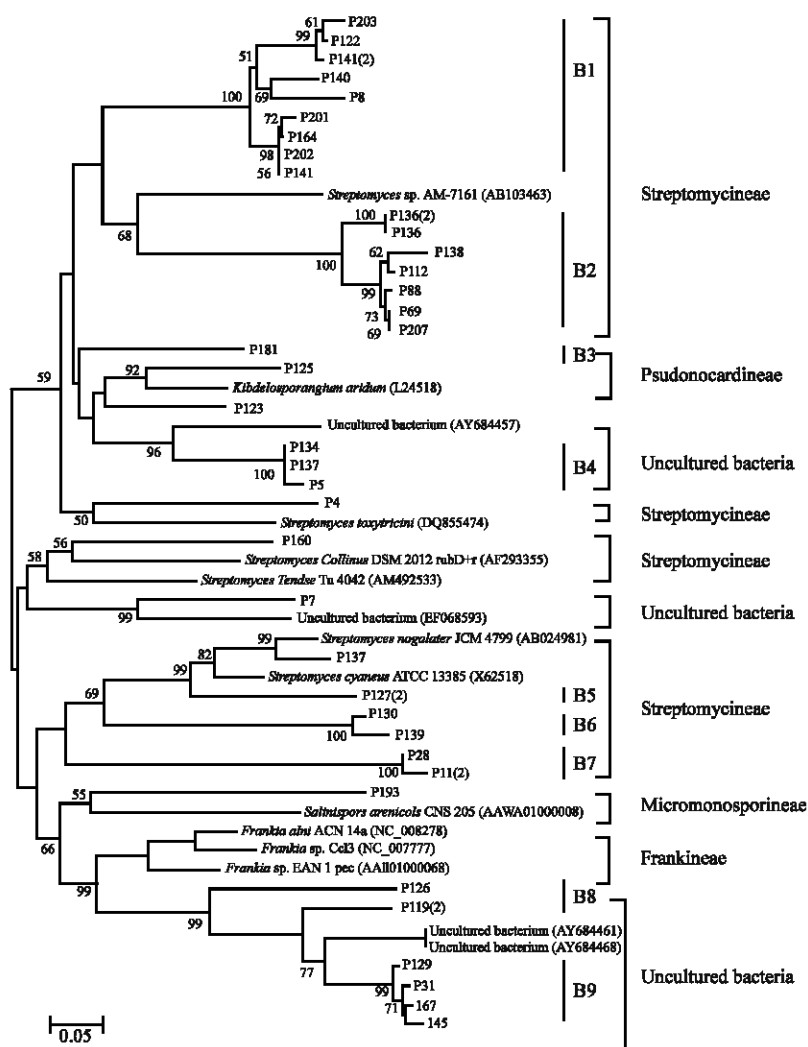 61
P203
99
P122
P141(2)
B1
51
P140
100
69
P8
72
P201
P164
98
P202
56
P141
Streptomyces sp. AM-7161 (AB103463)
Streptomycineae
68
100
P136(2)
P136
62
P138
100
P112
B2
99
P88
73
P69
69
P207
P181
B3
59
92
P125
Psudonocardineae
Kibdelosporangium aridum (L24518)
P123
Uncultured bacterium (AY684457)
96
P134
P137
B4
Uncultured bacteria
100
P5
P4
50
Streptomyces toxytricini (DQ855474)
Streptomycineae
56
P160
58
Streptomyces Collinus DSM 2012 rubD+r (AF293355)
Streptomycineae
Streptomyces Tendse Tu 4042 (AM492533)
P7
99
Uncultured bacterium (EF068593)
Uncultured bacteria
99
Streptomyces nogalater JCM 4799 (AB024981)
82
P137
99
Streptomyces cyaneus ATCC 13385 (X62518)
69
P127(2)
B5
Streptomycineae
P130
B6
100
P139
P28
B7
100
P11(2)
55
P193
Micromonosporineae
Salinispors arenicols CNS 205 (AAWA01000008)
66
Frankia alni ACN 14a (NC_008278)
Frankia sp. Ccl3 (NC_007777)
Frankineae
Frankia sp. EAN 1 pec (AAII01000068)
99
P126
B8
99
P119(2)
Uncultured bacterium (AY684461)
Uncultured bacterium (AY684468)
77
P129
Uncultured bacteria
99
P31
B9
71
167
145
0.05